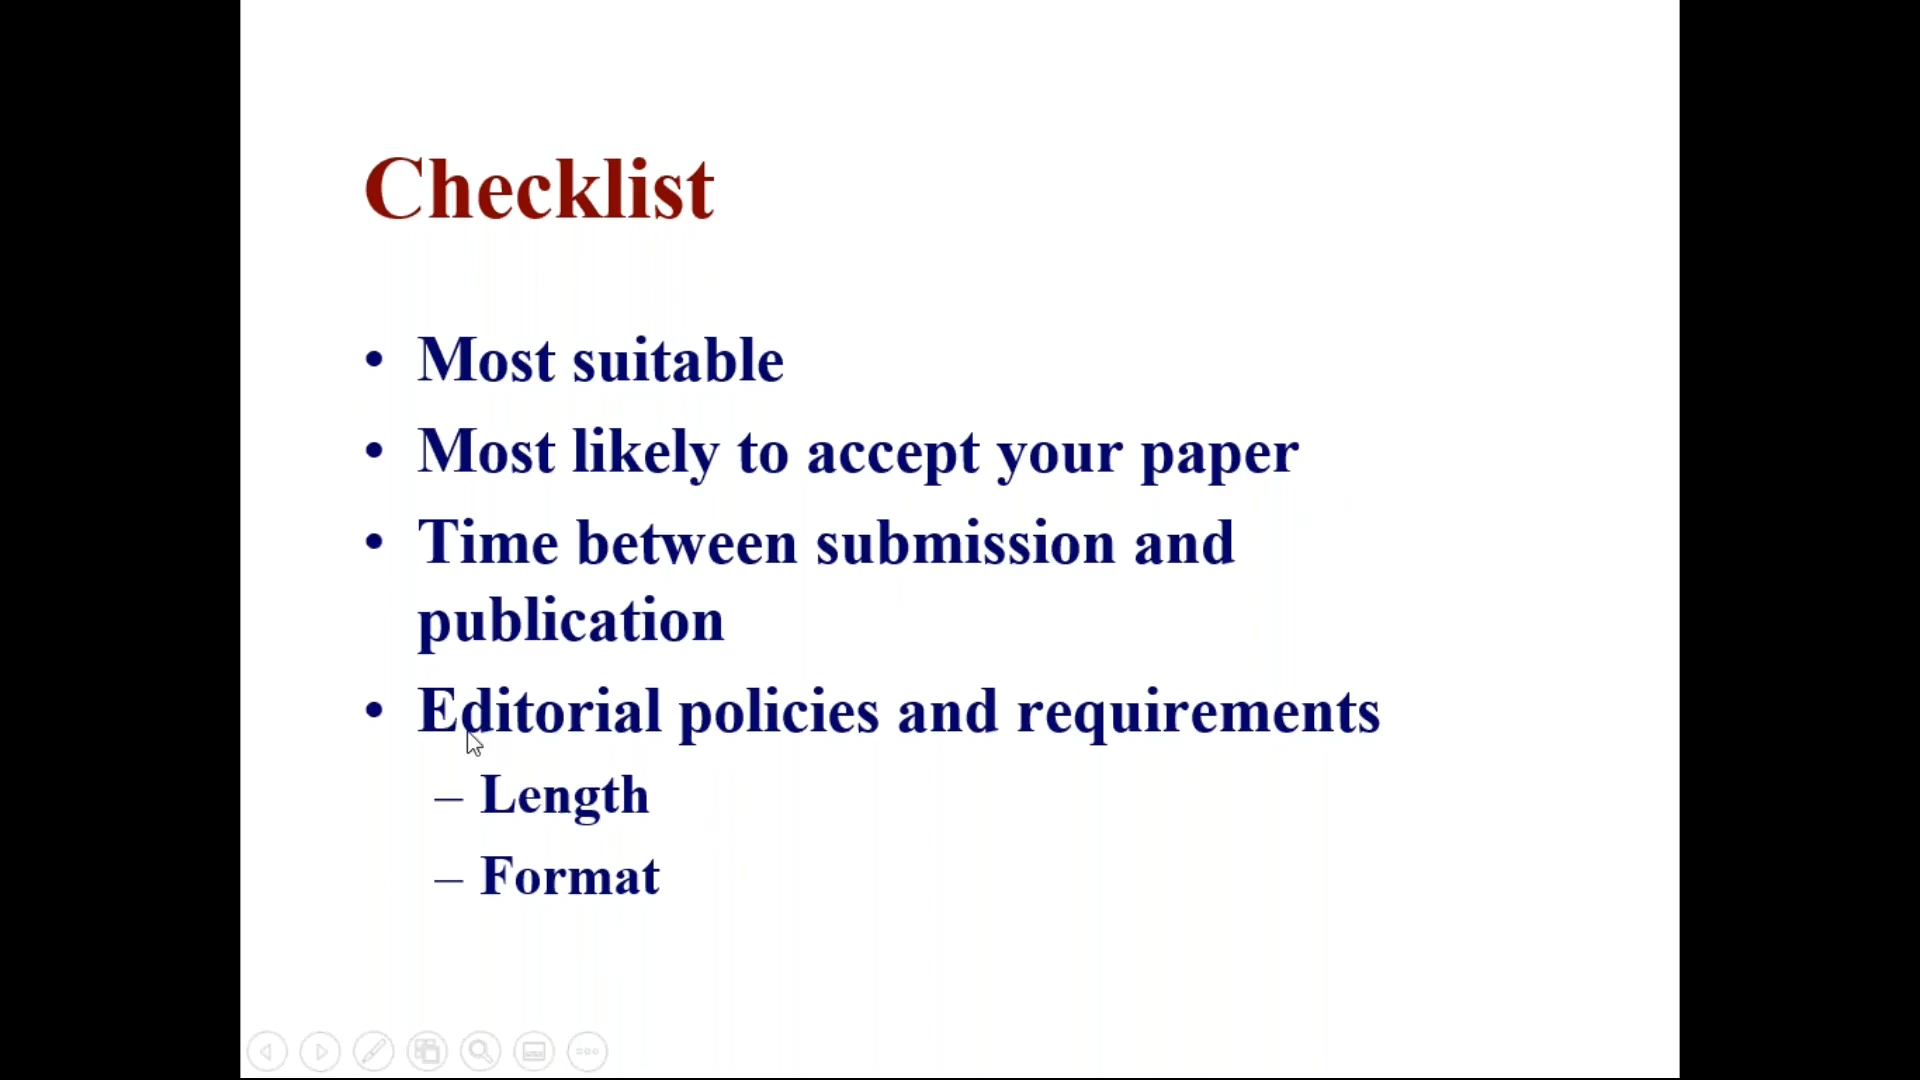 Checklist
• Most suitable
• Most likely to accept your paper
• Time between submission and
publication
• Editorial policies and requirements
– Length
– Format